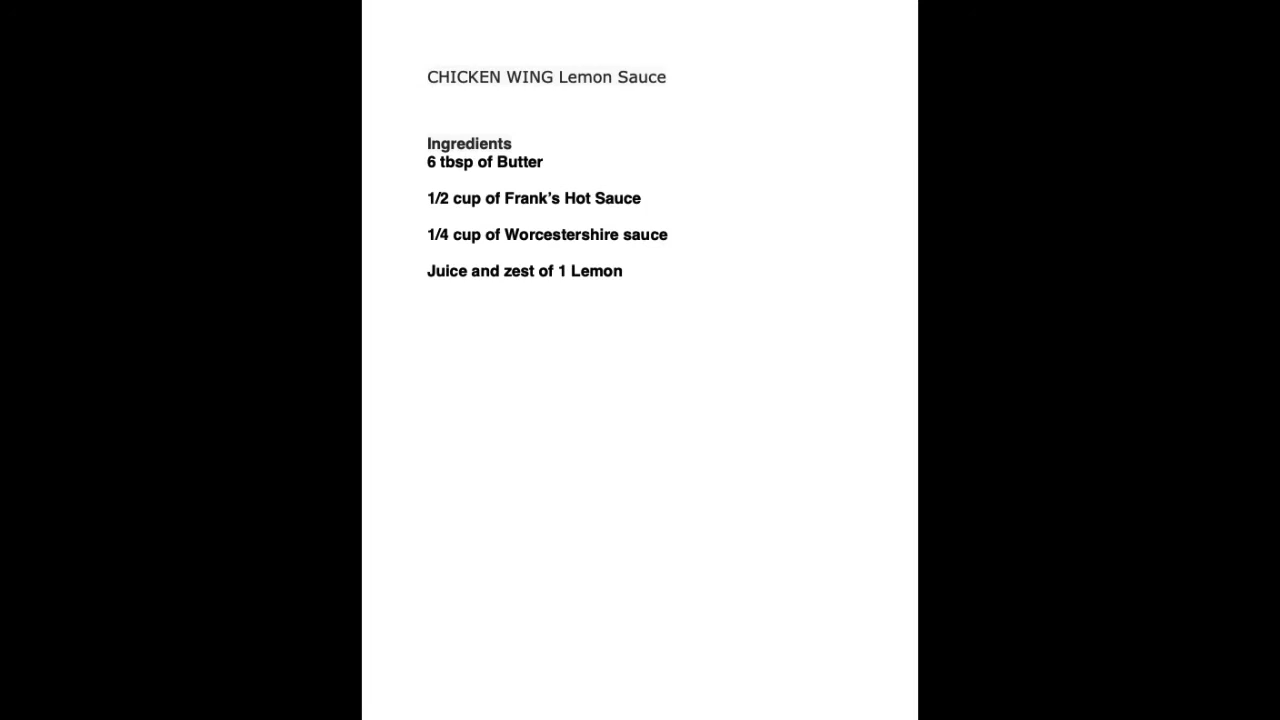 CHICKEN WING Lemon Sauce
Ingredients
6 tbsp of Butter
1/2 cup of Frank’s Hot Sauce
1/4 cup of Worcestershire sauce
Juice and zest of 1 Lemon